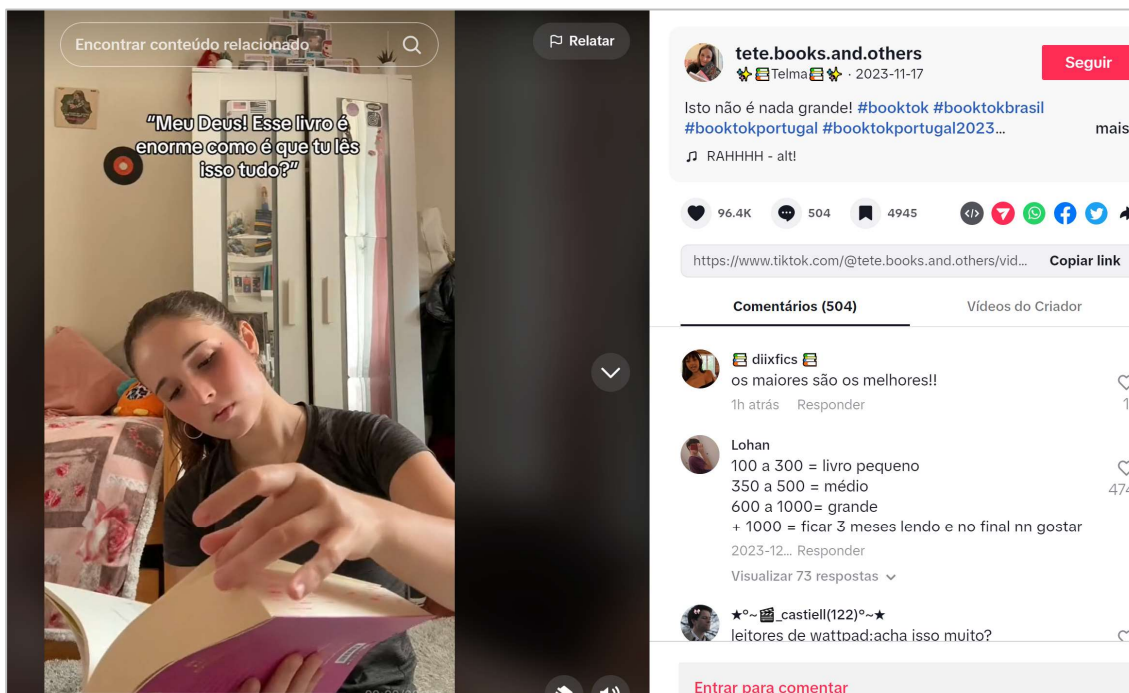 Encontrar conteúdo relacionado
Relatar
"Meu Deus! Esse livro é
enorme como é que tu lês
isso tudo?"
tete.books.and.others
Telma · 2023-11-17
Seguir
Isto não é nada grande! #booktok #booktokbrasil
#booktokportugal #booktokportugal2023...
mais
RAHHHH - alt!
96.4K
504
4945
https://www.tiktok.com/@tete.books.and.others/vid...
Copiar link
Comentários (504)
Vídeos do Criador
diixfics
os maiores são os melhores!!
1h atrás Responder
1
Lohan
100 a 300 = livro pequeno
350 a 500 = médio
600 a 1000= grande
+ 1000 = ficar 3 meses lendo e no final nn gostar
474
2023-12... Responder
Visualizar 73 respostas
★°~🎬_castiell(122)°~★
leitores de wattpad:acha isso muito?
Entrar para comentar